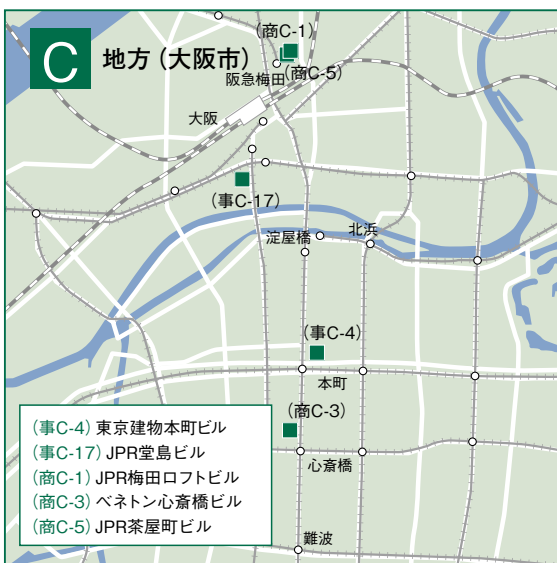 C 地方（大阪市）
（商C-1）
阪急梅田（商C-5）
大阪
（事C-17）
淀屋橋
北浜
（事C-4）
本町
（商C-3）
心斎橋
難波
（事C-4）東京建物本町ビル
（事C-17）JPR堂島ビル
（商C-1）JPR梅田ロフトビル
（商C-3）ベネトン心斎橋ビル
（商C-5）JPR茶屋町ビル